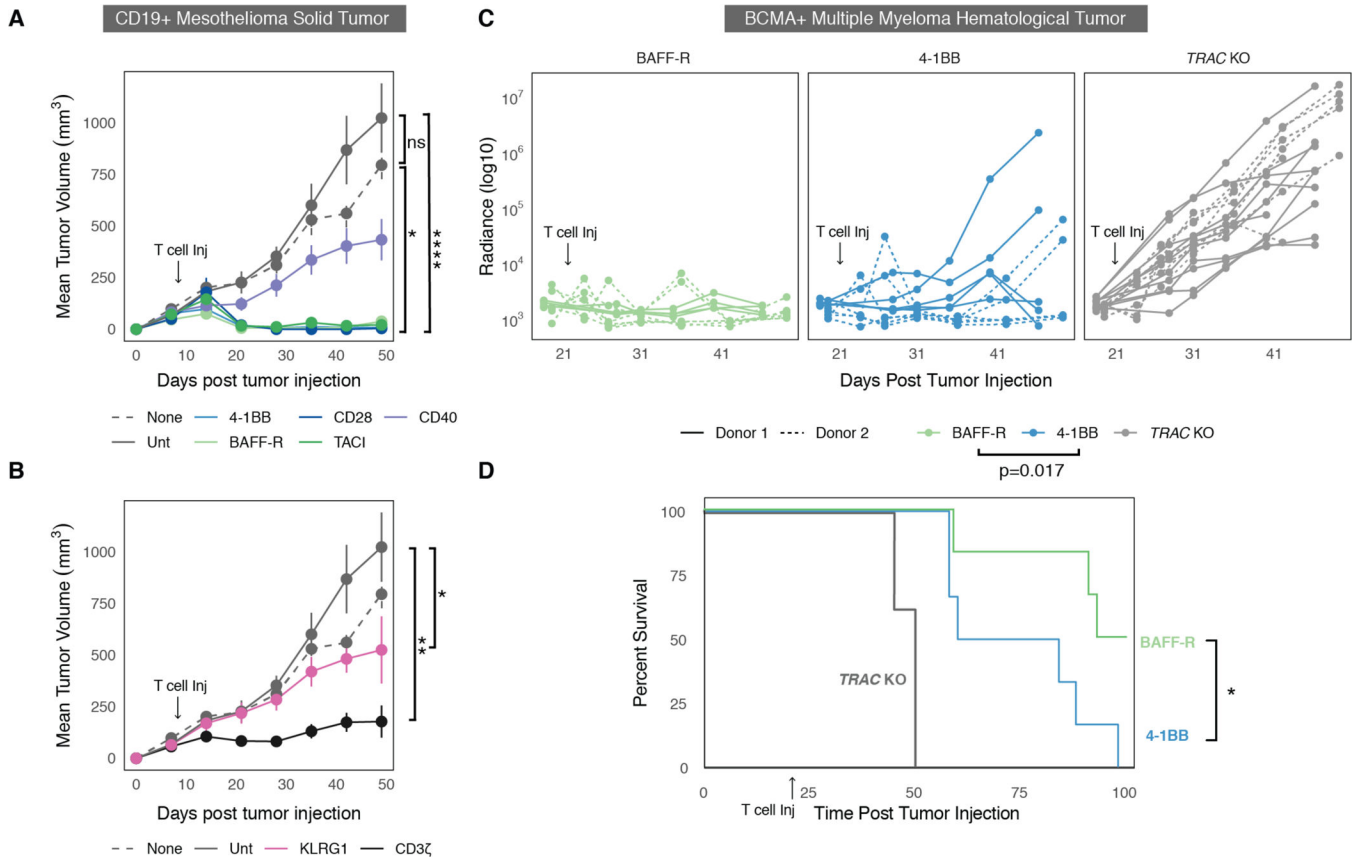 A
CD19+ Mesothelioma Solid Tumor
Mean Tumor Volume (mm³)
1000
750
500
250
0
T cell Inj
ns
*
****
0 10 20 30 40 50
Days post tumor injection
None 4-1BB CD28 CD40
Unt BAFF-R TACI
B
Mean Tumor Volume (mm³)
1000
750
500
250
0
T cell Inj
*
**
0 10 20 30 40 50
Days post tumor injection
None Unt KLRG1 CD3ζ
C
BCMA+ Multiple Myeloma Hematological Tumor
BAFF-R 4-1BB TRAC KO
Radiance (log10)
10⁷
10⁶
10⁵
10⁴
10³
T cell Inj T cell Inj T cell Inj
21 31 41 21 31 41 21 31 41
Days Post Tumor Injection
Donor 1 Donor 2 BAFF-R 4-1BB TRAC KO
p=0.017
D
Percent Survival
100
75
50
25
0
TRAC KO
BAFF-R
*
4-1BB
0 25 50 75 100
T cell Inj
Time Post Tumor Injection